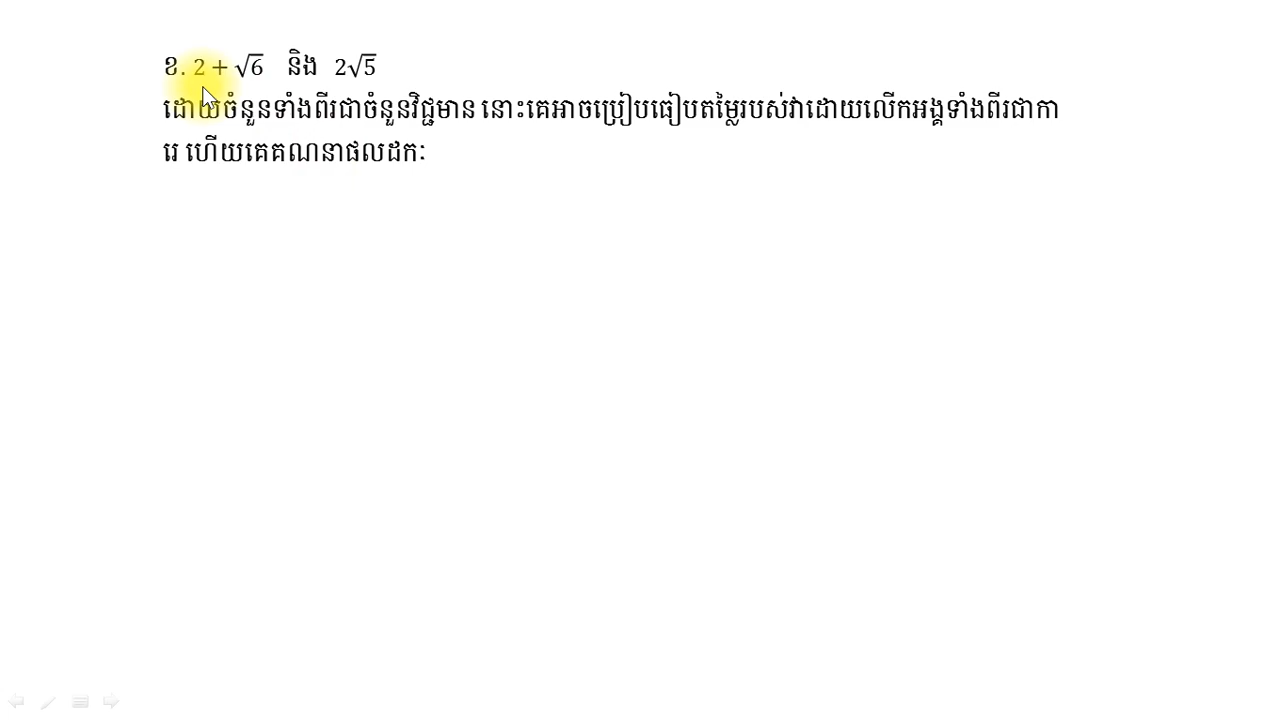 ខ. 2 + √6 និង 2√5
ដោយចំនួនទាំងពីរជាចំនួនវិជ្ជមាន នោះគេអាចប្រៀបធៀបតម្លៃរបស់វាដោយលើកអង្គទាំងពីរជាកា
រេ ហើយគេគណនាផលដក: